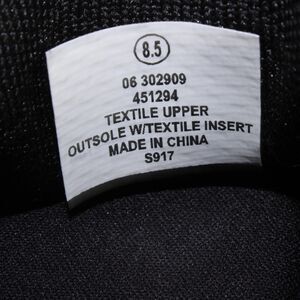 8.5
06 302909
451294
TEXTILE UPPER
OUTSOLE W/TEXTILE INSERT
MADE IN CHINA
S917